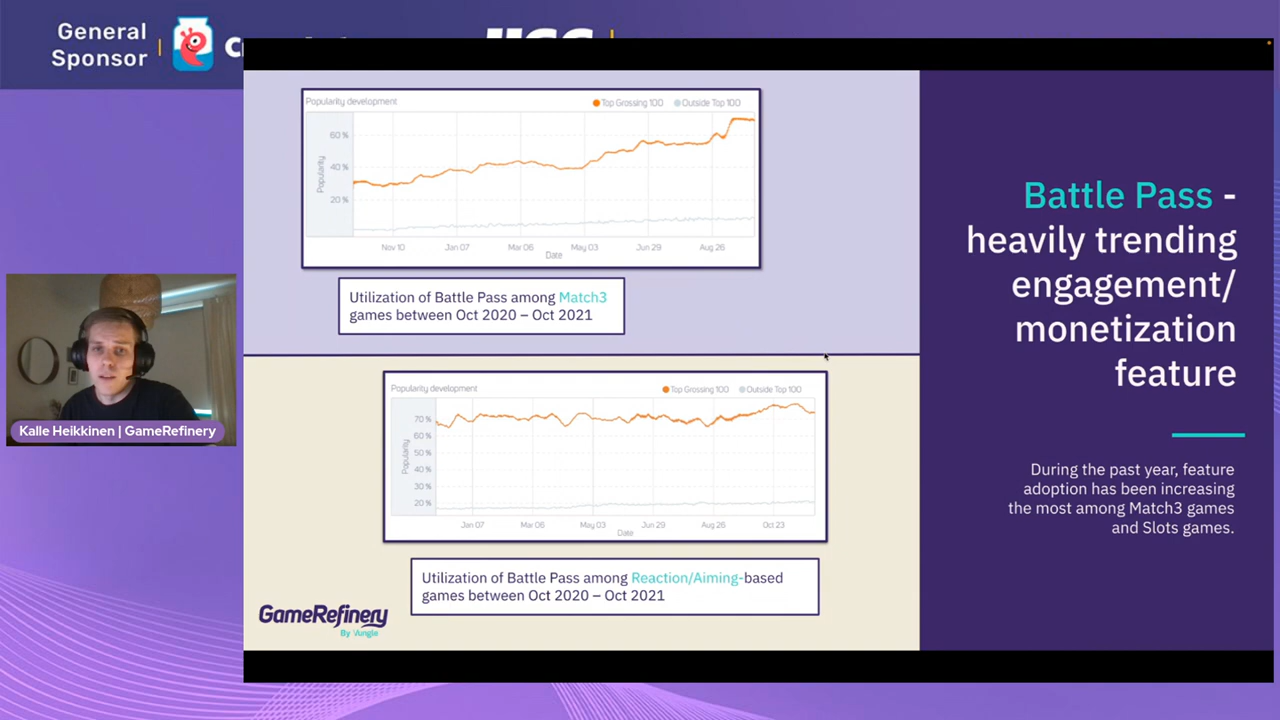 General
Sponsor
Kalle Heikkinen | GameRefinery
Popularity development
Top Grossing 100
Outside Top 100
60 %
40 %
20 %
Popularity
Nov 10
Jan 07
Mar 06
May 03
Jun 29
Aug 26
Date
Utilization of Battle Pass among Match3
games between Oct 2020 – Oct 2021
Popularity development
Top Grossing 100
Outside Top 100
70 %
60 %
50 %
40 %
30 %
20 %
Popularity
Jan 07
Mar 06
May 03
Jun 29
Aug 26
Oct 23
Date
Utilization of Battle Pass among Reaction/Aiming-based
games between Oct 2020 – Oct 2021
GameRefinery
By Vungle
Battle Pass -
heavily trending
engagement/
monetization
feature
During the past year, feature
adoption has been increasing
the most among Match3 games
and Slots games.